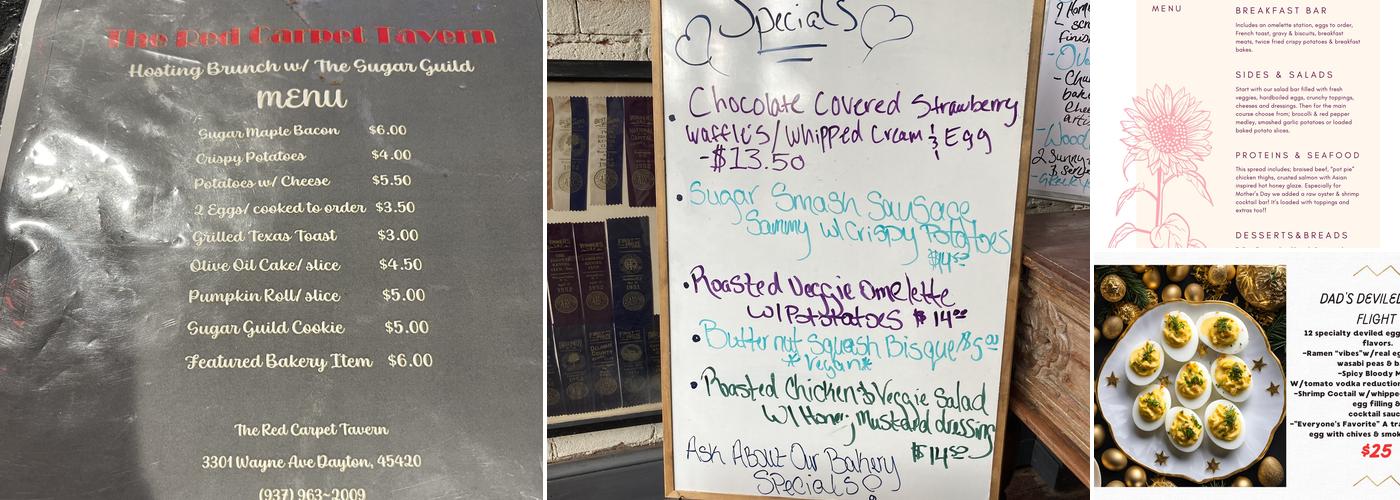 The Red Carpet Tavern
Hosting Brunch w/ The Sugar Guild
MENU
Sugar Maple Bacon $6.00
Crispy Potatoes $4.00
Potatoes w/ Cheese $5.50
2 Eggs/ cooked to order $3.50
Grilled Texas Toast $3.00
Olive Oil Cake/ slice $4.50
Pumpkin Roll/ slice $5.00
Sugar Guild Cookie $5.00
Featured Bakery Item $6.00
The Red Carpet Tavern
3301 Wayne Ave Dayton, 45420
(937) 963-2009
Specials
• Chocolate Covered Strawberry
Waffle's/Whipped Cream & Egg
-$13.50
• Sugar Smash Sausage
Sammy w/Crispy Potatoes
• Roasted Veggie Omelette
w/Pototatoes $14
• Butternut Squash Bisque $5.00
*Vegan*
• Roasted Chicken & Veggie Salad
w/ Honey Mustard dressing
Ask About Our Bakery
Specials
MENU
BREAKFAST BAR
Includes an omelette station, eggs to order,
French toast, gravy & biscuits, breakfast
meats, twice fried crispy potatoes & breakfast
bakes.
SIDES & SALADS
Start with our salad bar filled with fresh
veggies, hardboiled eggs, crunchy toppings,
cheeses and dressings. Then for the main
course choose from; brocolli & red pepper
medley, smashed garlic potatoes or loaded
baked potato slices.
PROTEINS & SEAFOOD
This spread includes; braised beef, "pot pie"
chicken thighs, crusted salmon with Asian
inspired hot honey glaze. Especially for
Mother's Day we added a raw oyster & shrimp
cocktail bar! It's loaded with toppings and
extras too!!
DESSERTS&BREADS
DAD'S DEVILED
FLIGHT
12 specialty deviled egg
flavors.
-Ramen "vibes"w/real eg
wasabi peas & b
-Spicy Bloody M
W/tomato vodka reduction
-Shrimp Coctail w/whippe
egg filling &
cocktail sauc
-"Everyone's Favorite" A tra
egg with chives & smok
$25